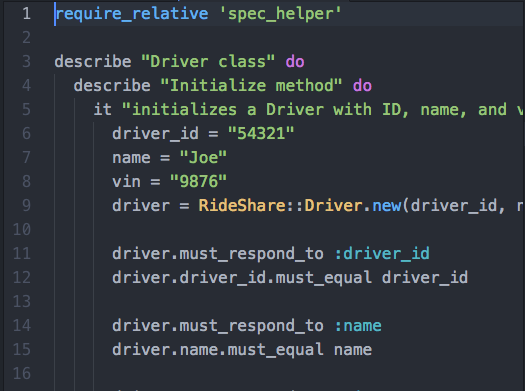 1 require_relative 'spec_helper'
2
3 describe "Driver class" do
4 describe "Initialize method" do
5 it "initializes a Driver with ID, name, and
6 driver_id = "54321"
7 name = "Joe"
8 vin = "9876"
9 driver = RideShare::Driver.new(driver_id,
10
11 driver.must_respond_to :driver_id
12 driver.driver_id.must_equal driver_id
13
14 driver.must_respond_to :name
15 driver.name.must_equal name
16